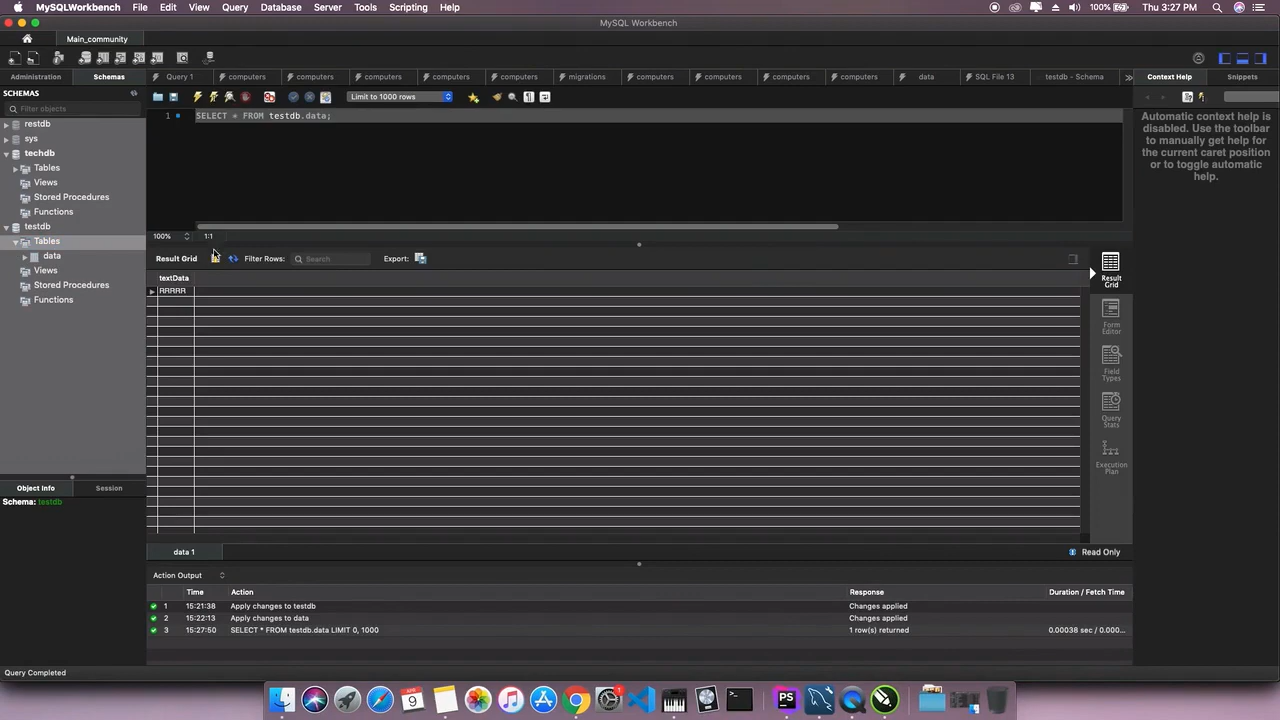 MySQLWorkbench File Edit View Query Database Server Tools Scripting Help 100% Thu 3:27 PM
MySQL Workbench
Main_community
Administration Schemas Query 1 computers computers computers computers computers migrations computers computers computers computers data SQL File 13 testdb - Schema Context Help Snippets
SCHEMAS
Filter objects
Limit to 1000 rows
1 SELECT * FROM testdb.data;
restdb
sys
techdb
Tables
Views
Stored Procedures
Functions
testdb
Tables
data
Views
Stored Procedures
Functions
Automatic context help is
disabled. Use the toolbar
to manually get help for
the current caret position
or to toggle automatic
help.
100% 1:1
Result Grid Filter Rows: Search Export:
textData
RRRRR
Result
Grid
Form
Editor
Field
Types
Query
Stats
Execution
Plan
Object Info Session
Schema: testdb
data 1 Read Only
Action Output
Time Action Response Duration / Fetch Time
1 15:21:38 Apply changes to testdb Changes applied
2 15:22:13 Apply changes to data Changes applied
3 15:27:50 SELECT * FROM testdb.data LIMIT 0, 1000 1 row(s) returned 0.00038 sec / 0.000...
Query Completed
APR
9
1
PS